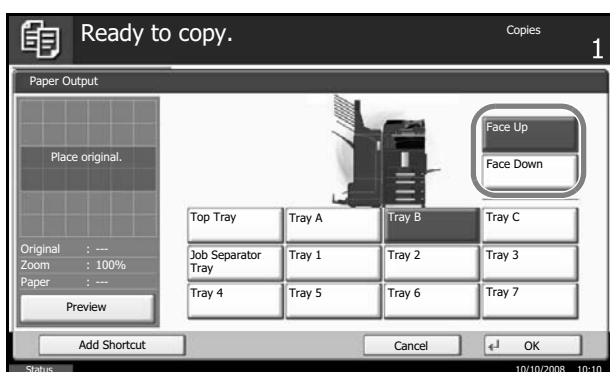 Ready to copy.
Copies
1
Paper Output
Place original.
Face Up
Face Down
Top Tray
Tray A
Tray B
Tray C
Original : ---
Zoom : 100%
Paper : ---
Job Separator
Tray
Tray 1
Tray 2
Tray 3
Tray 4
Tray 5
Tray 6
Tray 7
Preview
Add Shortcut
Cancel
OK
Status
10/10/2008 10:10